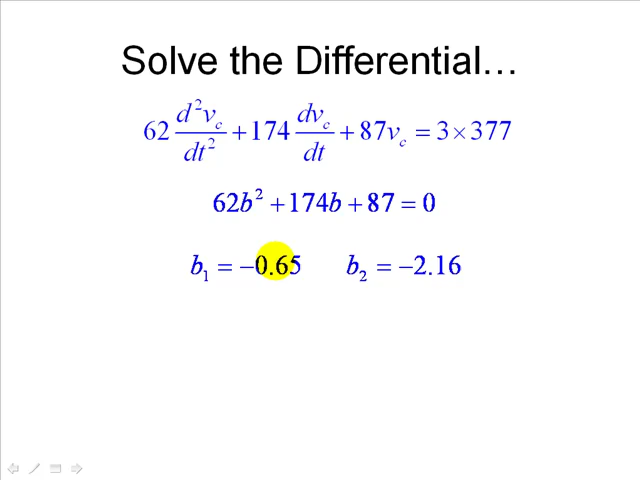 Solve the Differential…
62 d²v_c/dt² + 174 dv_c/dt + 87v_c = 3×377
62b² + 174b + 87 = 0
b₁ = −0.65 b₂ = −2.16